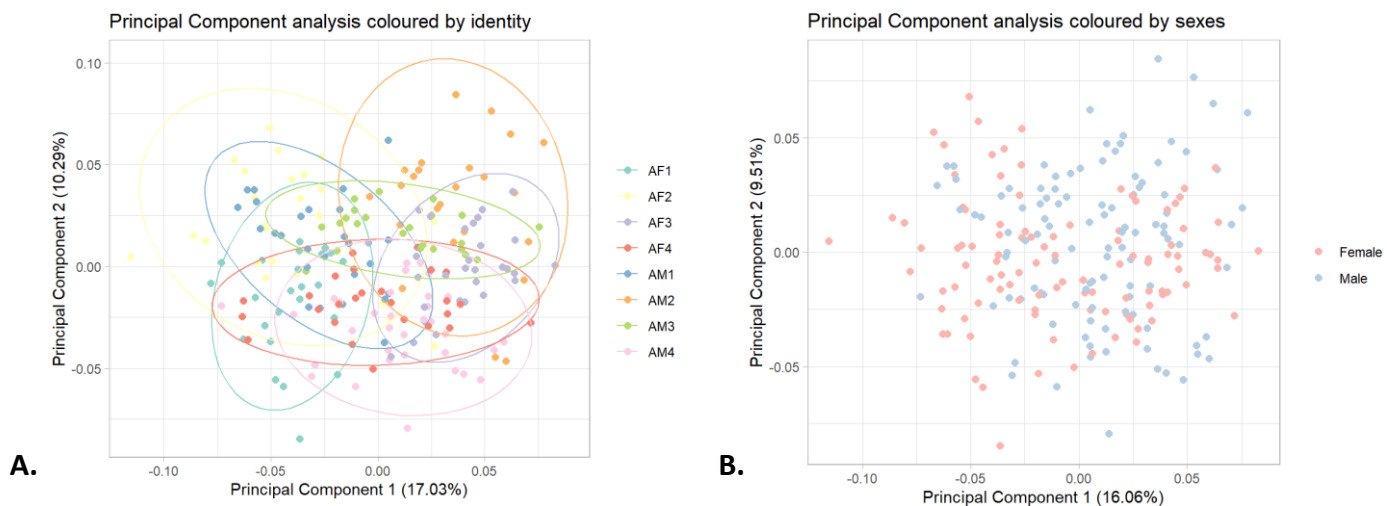 Principal Component analysis coloured by identity
Principal Component 2 (10.29%)
0.10
0.05
0.00
-0.05
-0.10
-0.05
0.00
0.05
Principal Component 1 (17.03%)
AF1
AF2
AF3
AF4
AM1
AM2
AM3
AM4
A.
Principal Component analysis coloured by sexes
Principal Component 2 (9.51%)
0.05
0.00
-0.05
-0.10
-0.05
0.00
0.05
Principal Component 1 (16.06%)
Female
Male
B.